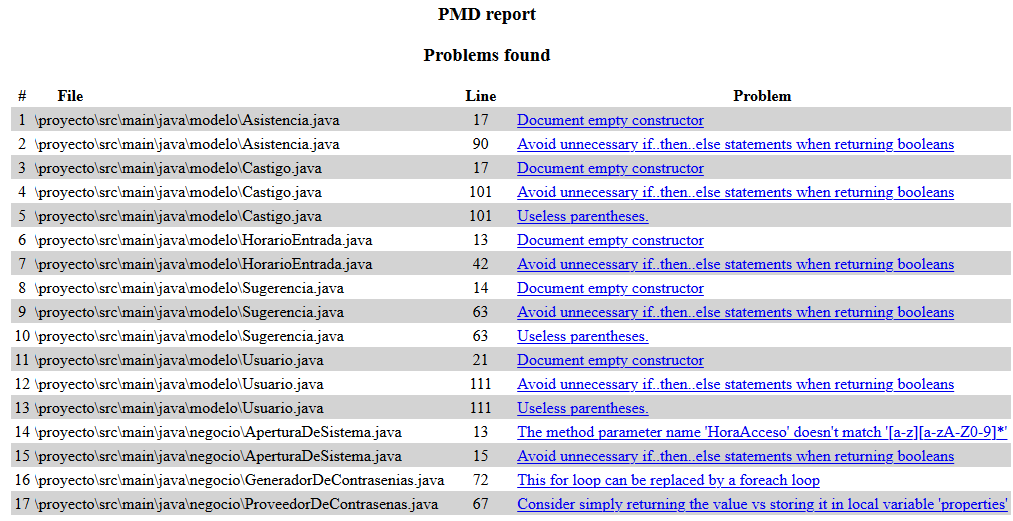 PMD report
Problems found
# File Line Problem
1 \proyecto\src\main\java\modelo\Asistencia.java 17 Document empty constructor
2 \proyecto\src\main\java\modelo\Asistencia.java 90 Avoid unnecessary if..then..else statements when returning booleans
3 \proyecto\src\main\java\modelo\Castigo.java 17 Document empty constructor
4 \proyecto\src\main\java\modelo\Castigo.java 101 Avoid unnecessary if..then..else statements when returning booleans
5 \proyecto\src\main\java\modelo\Castigo.java 101 Useless parentheses.
6 \proyecto\src\main\java\modelo\HorarioEntrada.java 13 Document empty constructor
7 \proyecto\src\main\java\modelo\HorarioEntrada.java 42 Avoid unnecessary if..then..else statements when returning booleans
8 \proyecto\src\main\java\modelo\Sugerencia.java 14 Document empty constructor
9 \proyecto\src\main\java\modelo\Sugerencia.java 63 Avoid unnecessary if..then..else statements when returning booleans
10 \proyecto\src\main\java\modelo\Sugerencia.java 63 Useless parentheses.
11 \proyecto\src\main\java\modelo\Usuario.java 21 Document empty constructor
12 \proyecto\src\main\java\modelo\Usuario.java 111 Avoid unnecessary if..then..else statements when returning booleans
13 \proyecto\src\main\java\modelo\Usuario.java 111 Useless parentheses.
14 \proyecto\src\main\java\negocio\AperturaDeSistema.java 13 The method parameter name 'HoraAcceso' doesn't match '[a-z][a-zA-Z0-9]*'
15 \proyecto\src\main\java\negocio\AperturaDeSistema.java 15 Avoid unnecessary if..then..else statements when returning booleans
16 \proyecto\src\main\java\negocio\GeneradorDeContrasenias.java 72 This for loop can be replaced by a foreach loop
17 \proyecto\src\main\java\negocio\ProveedorDeContrasenas.java 67 Consider simply returning the value vs storing it in local variable 'properties'